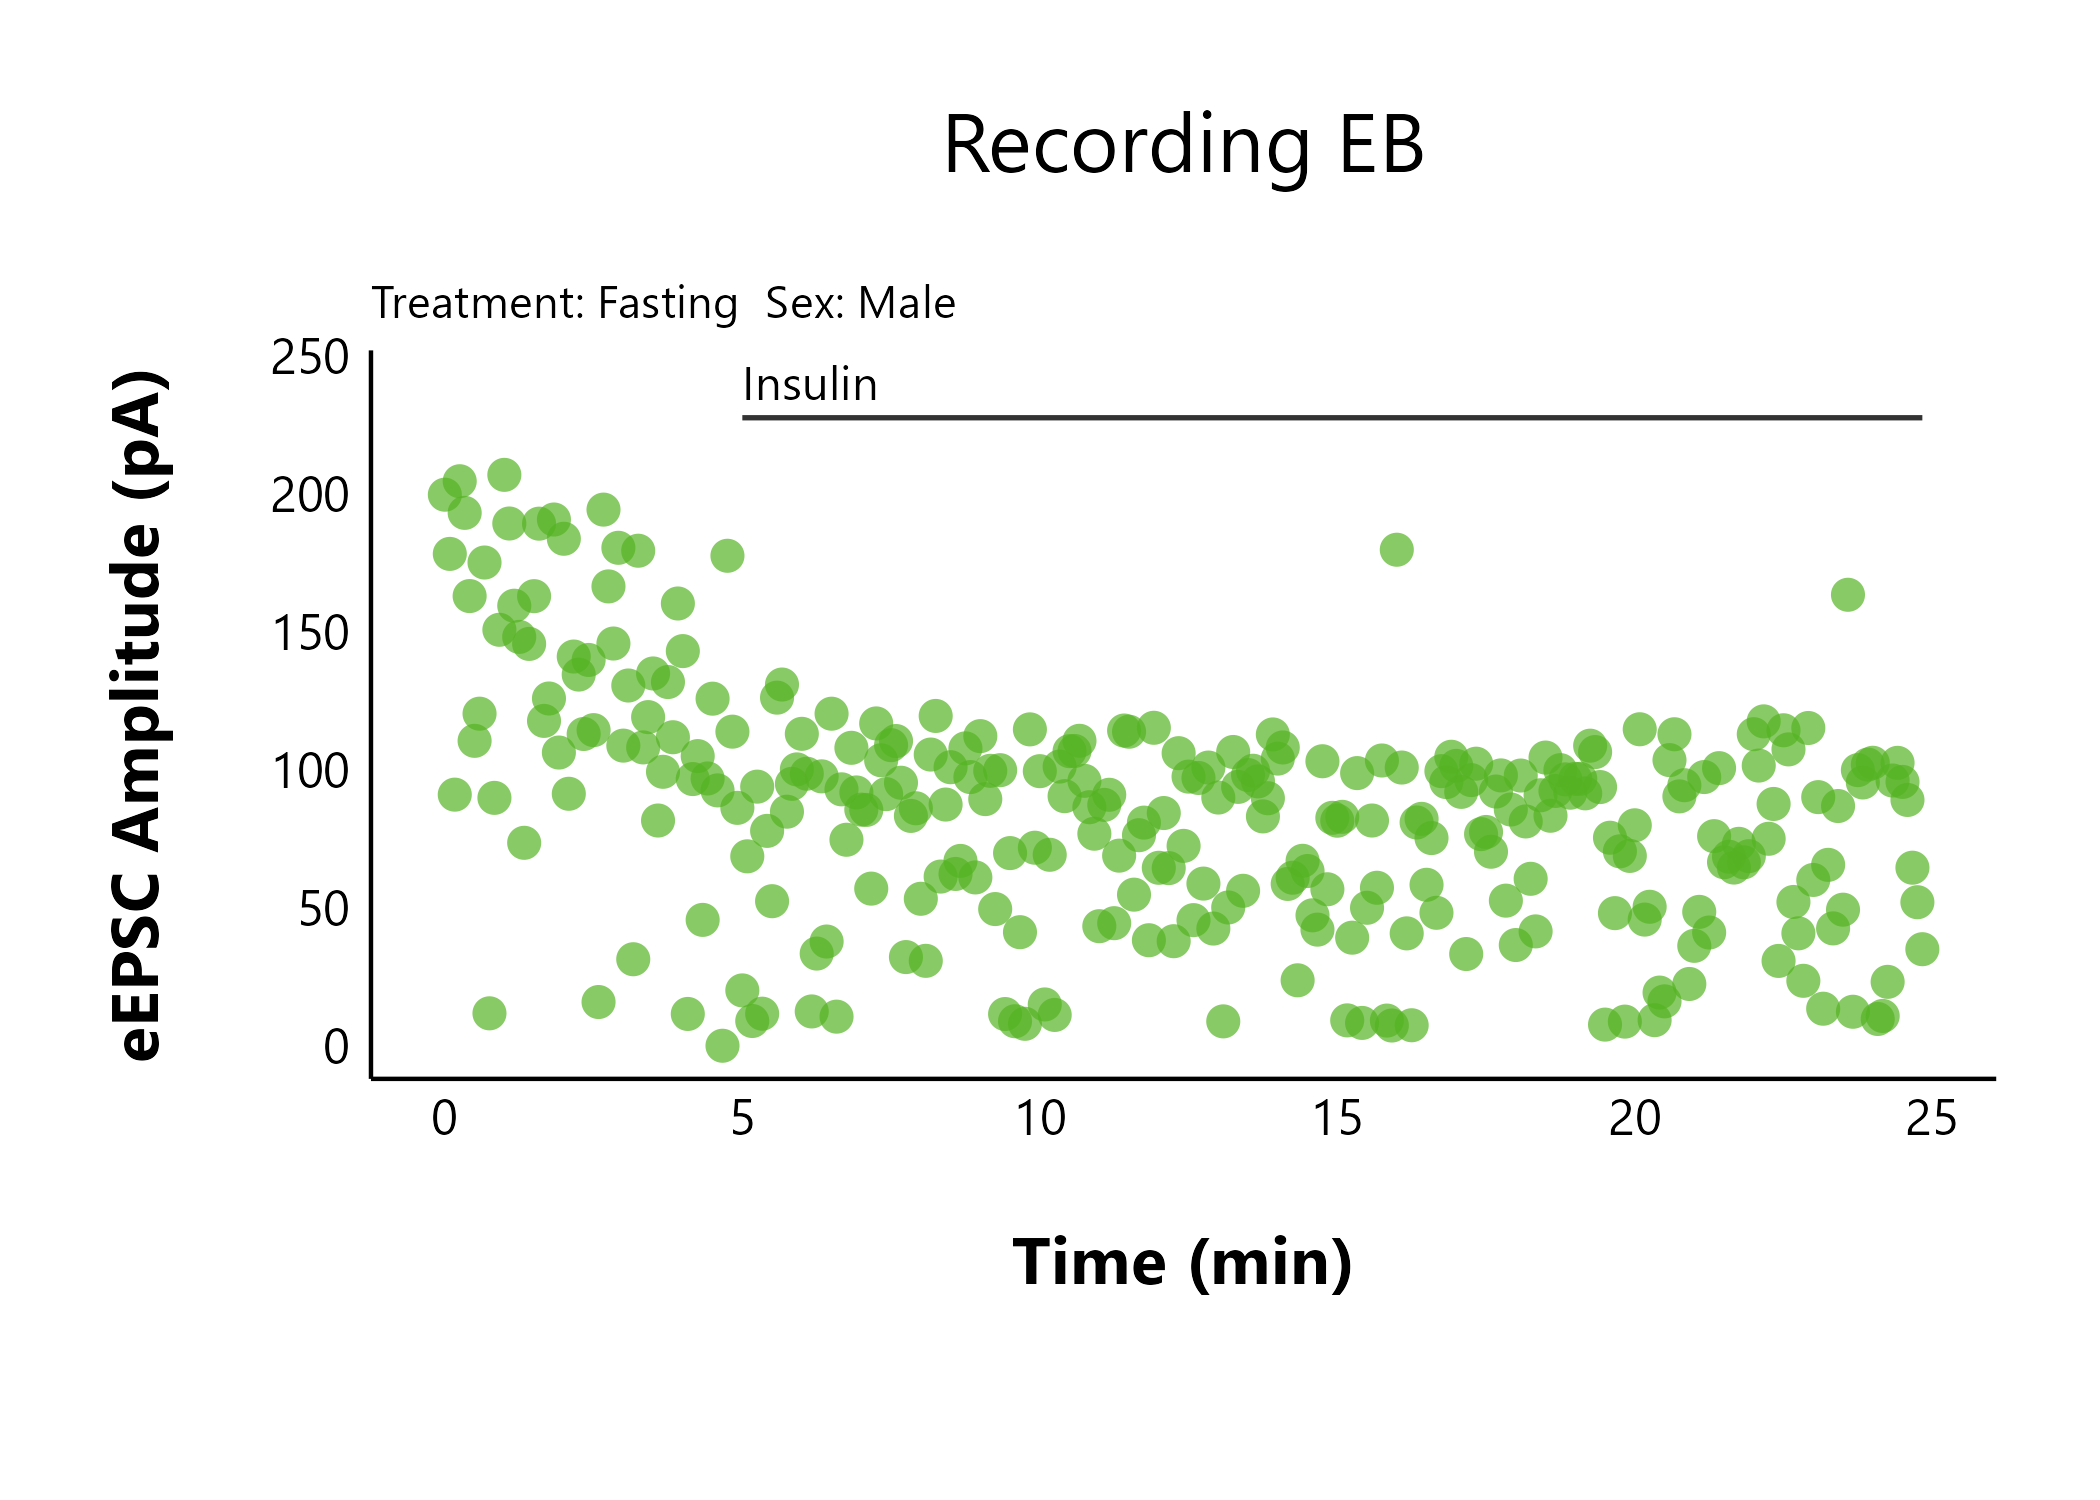 Recording EB
Treatment: Fasting  Sex: Male
Insulin
eEPSC Amplitude (pA)
250
200
150
100
50
0
0 5 10 15 20 25
Time (min)